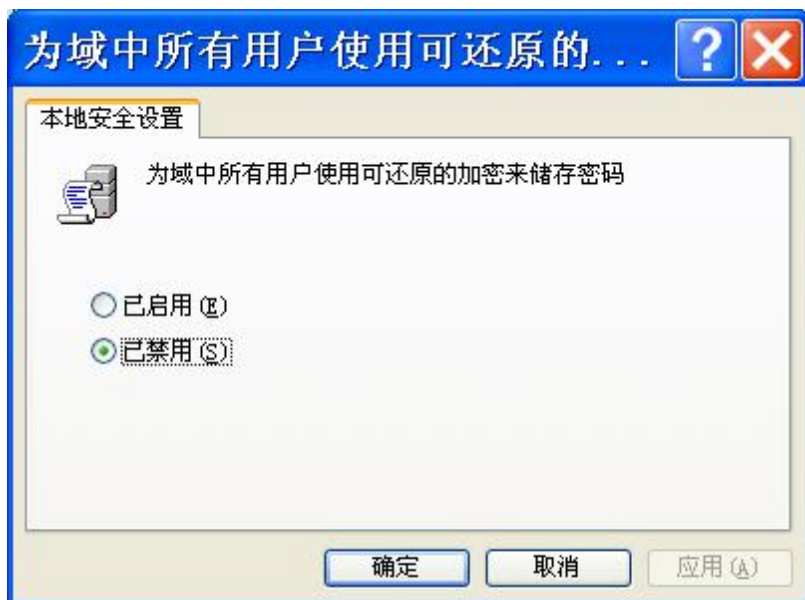 为域中所有用户使用可还原的...
本地安全设置
为域中所有用户使用可还原的加密来储存密码
已启用(E)
已禁用(S)
确定 取消 应用(A)